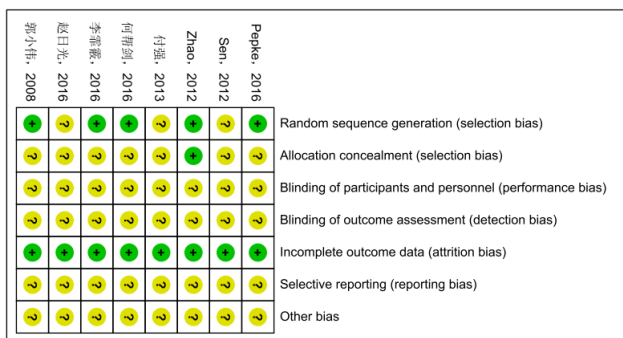 郭小伟, 2008
赵日光, 2016
李霏霰, 2016
何帮剑, 2016
付强, 2013
Zhao, 2012
Sen, 2012
Pepke, 2016
+ ? + + ? + ? + Random sequence generation (selection bias)
? ? ? ? ? + ? ? Allocation concealment (selection bias)
? ? ? ? ? ? ? ? Blinding of participants and personnel (performance bias)
? ? ? ? ? ? ? ? Blinding of outcome assessment (detection bias)
+ + + + + + + + Incomplete outcome data (attrition bias)
? ? ? ? ? ? ? ? Selective reporting (reporting bias)
? ? ? ? ? ? ? ? Other bias